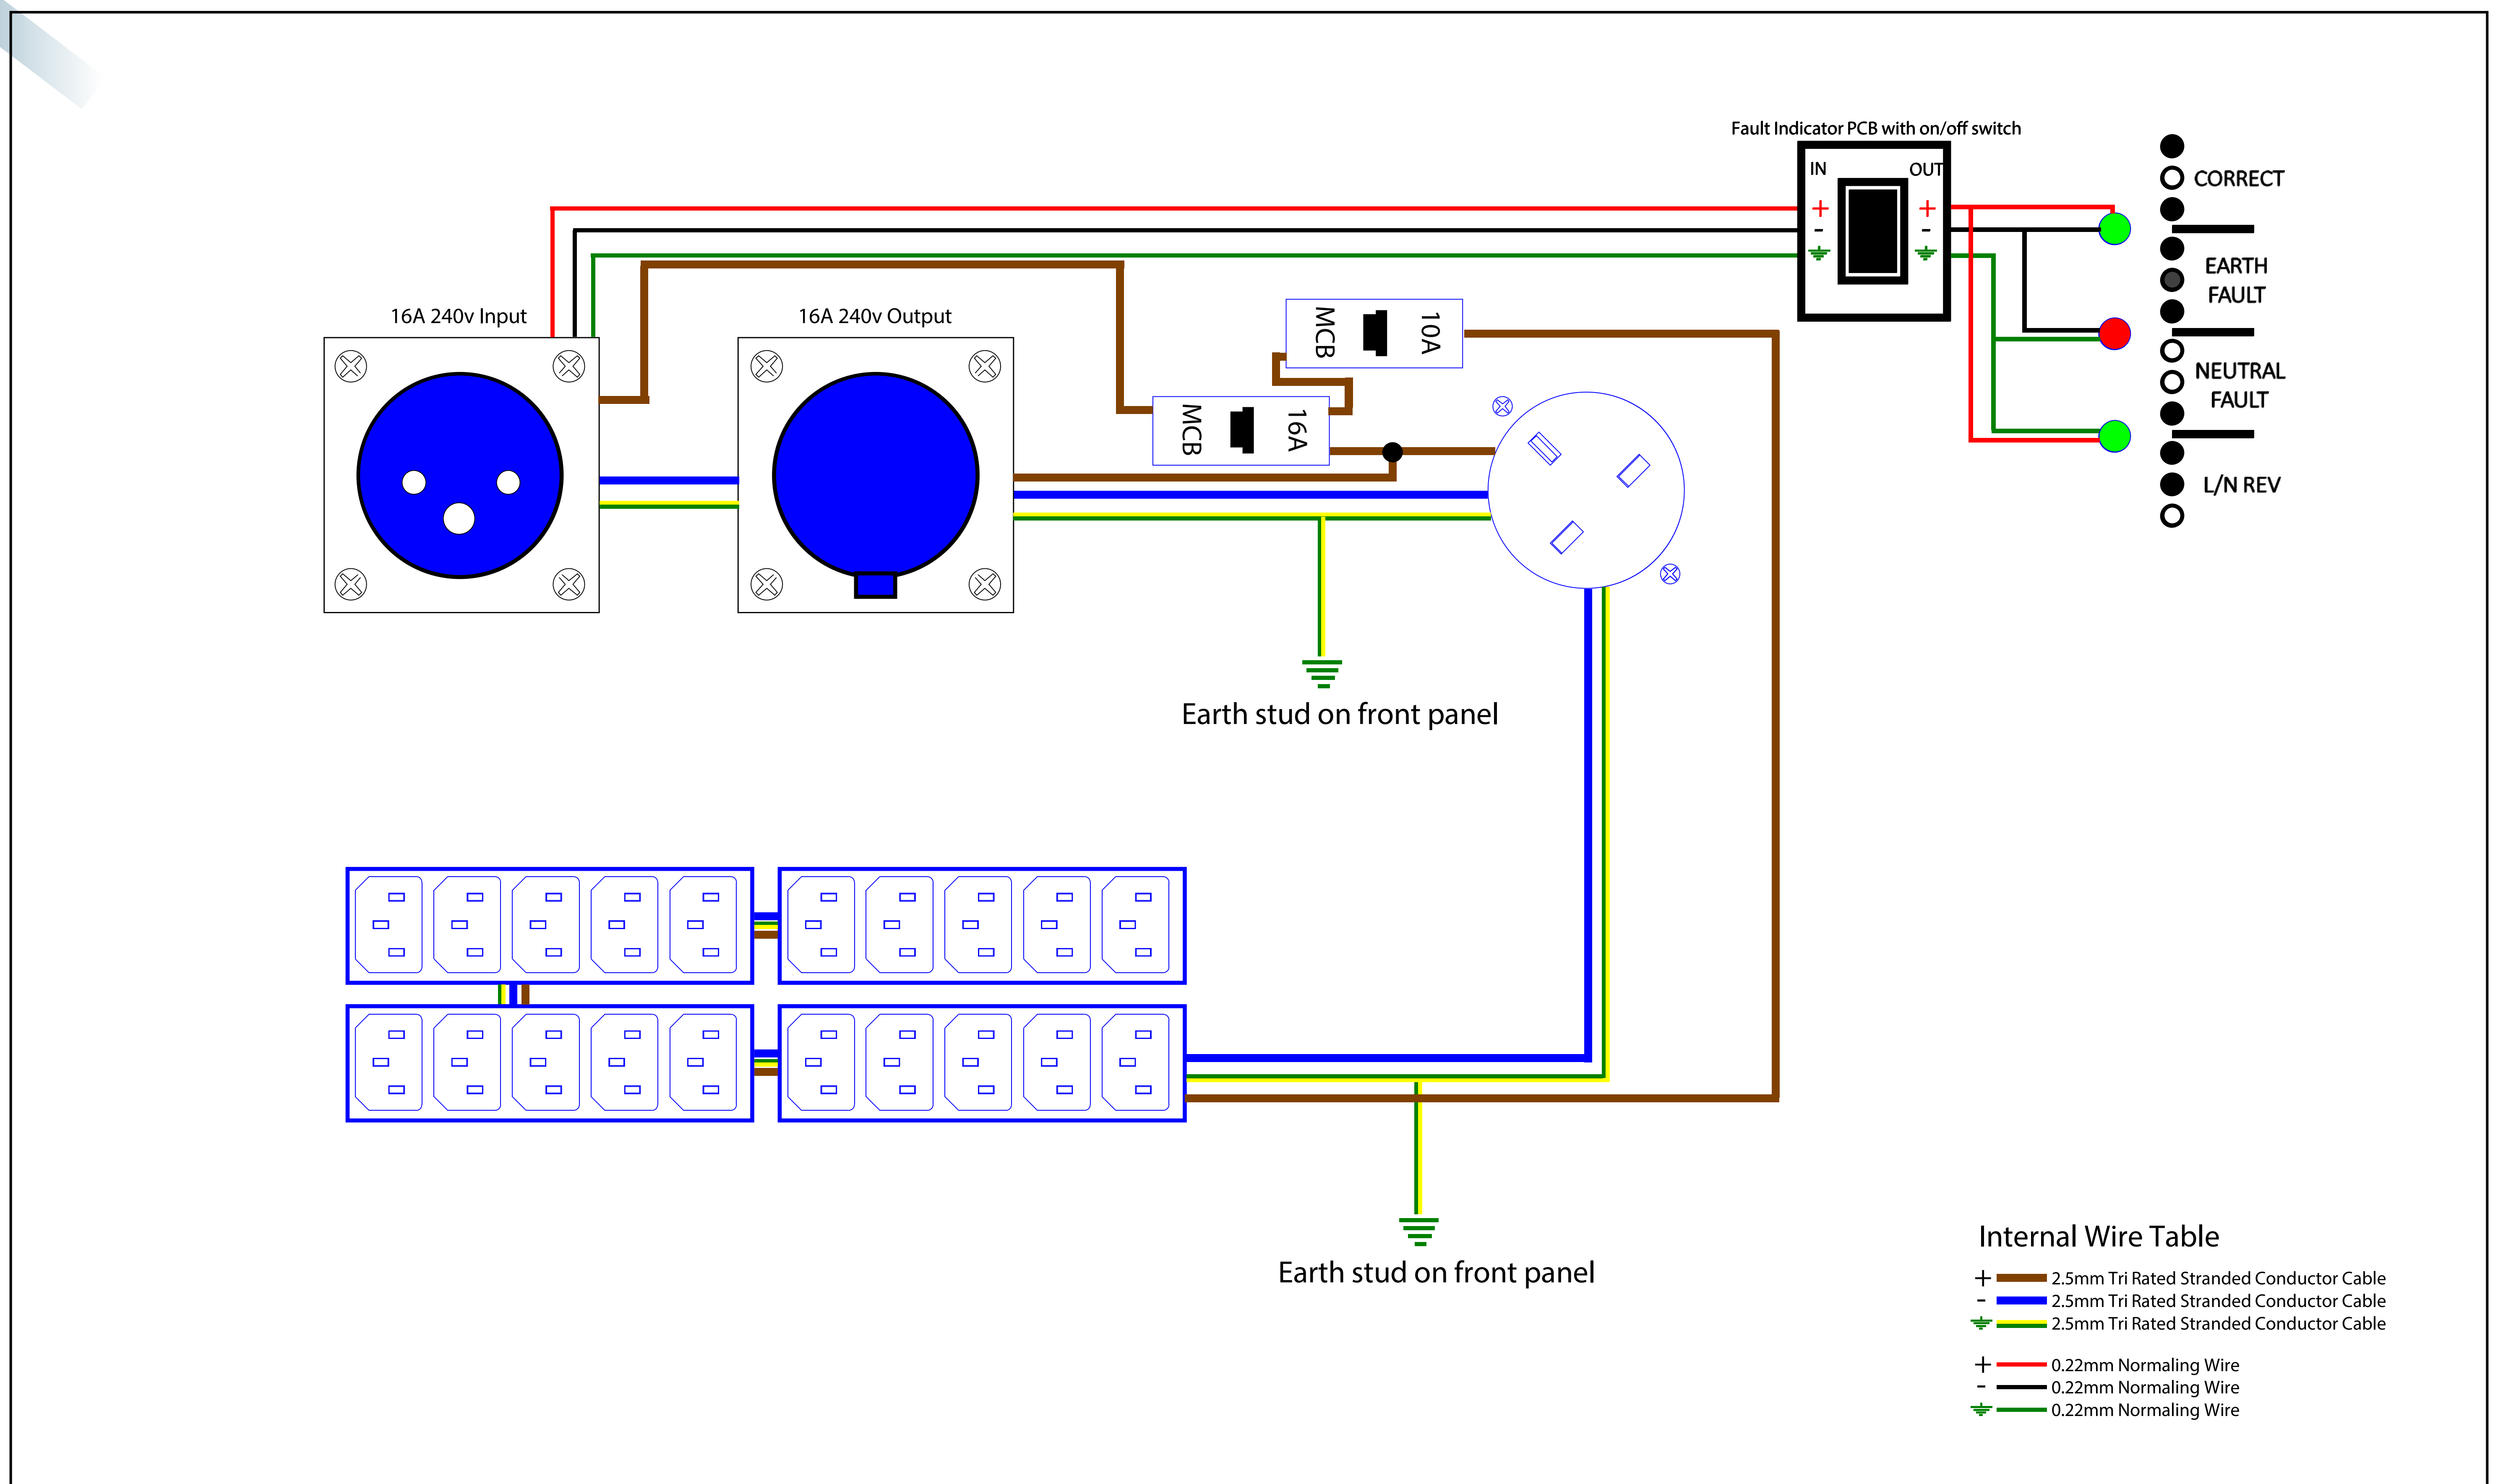 Fault Indicator PCB with on/off switch
IN
OUT
+
+
-
-
CORRECT
EARTH
FAULT
NEUTRAL
FAULT
L/N REV
16A 240v Input
16A 240v Output
MCB
10A
MCB
16A
Earth stud on front panel
Earth stud on front panel
Internal Wire Table
+ 2.5mm Tri Rated Stranded Conductor Cable
- 2.5mm Tri Rated Stranded Conductor Cable
2.5mm Tri Rated Stranded Conductor Cable
+ 0.22mm Normaling Wire
- 0.22mm Normaling Wire
0.22mm Normaling Wire